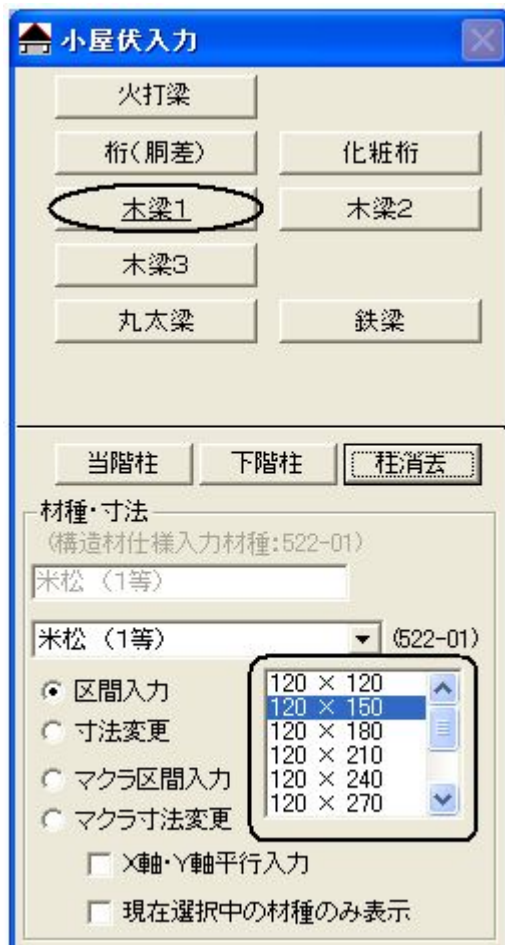 小屋伏入力
火打梁
桁(胴差) 化粧桁
木梁1 木梁2
木梁3
丸太梁 鉄梁
当階柱 下階柱 柱消去
材種・寸法
(構造材仕様入力材種:522-01)
米松 (1等)
米松 (1等) (522-01)
区間入力
寸法変更
マクラ区間入力
マクラ寸法変更
120 × 120
120 × 150
120 × 180
120 × 210
120 × 240
120 × 270
X軸・Y軸平行入力
現在選択中の材種のみ表示